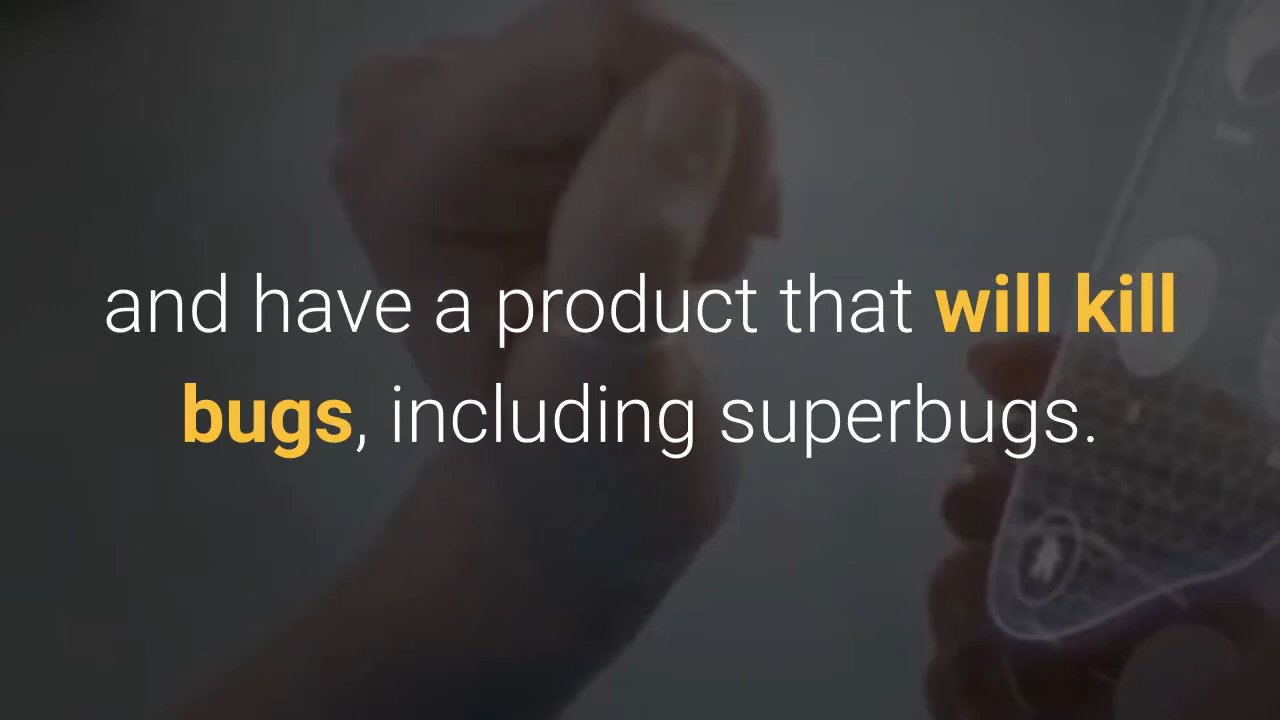 and have a product that will kill
bugs, including superbugs.